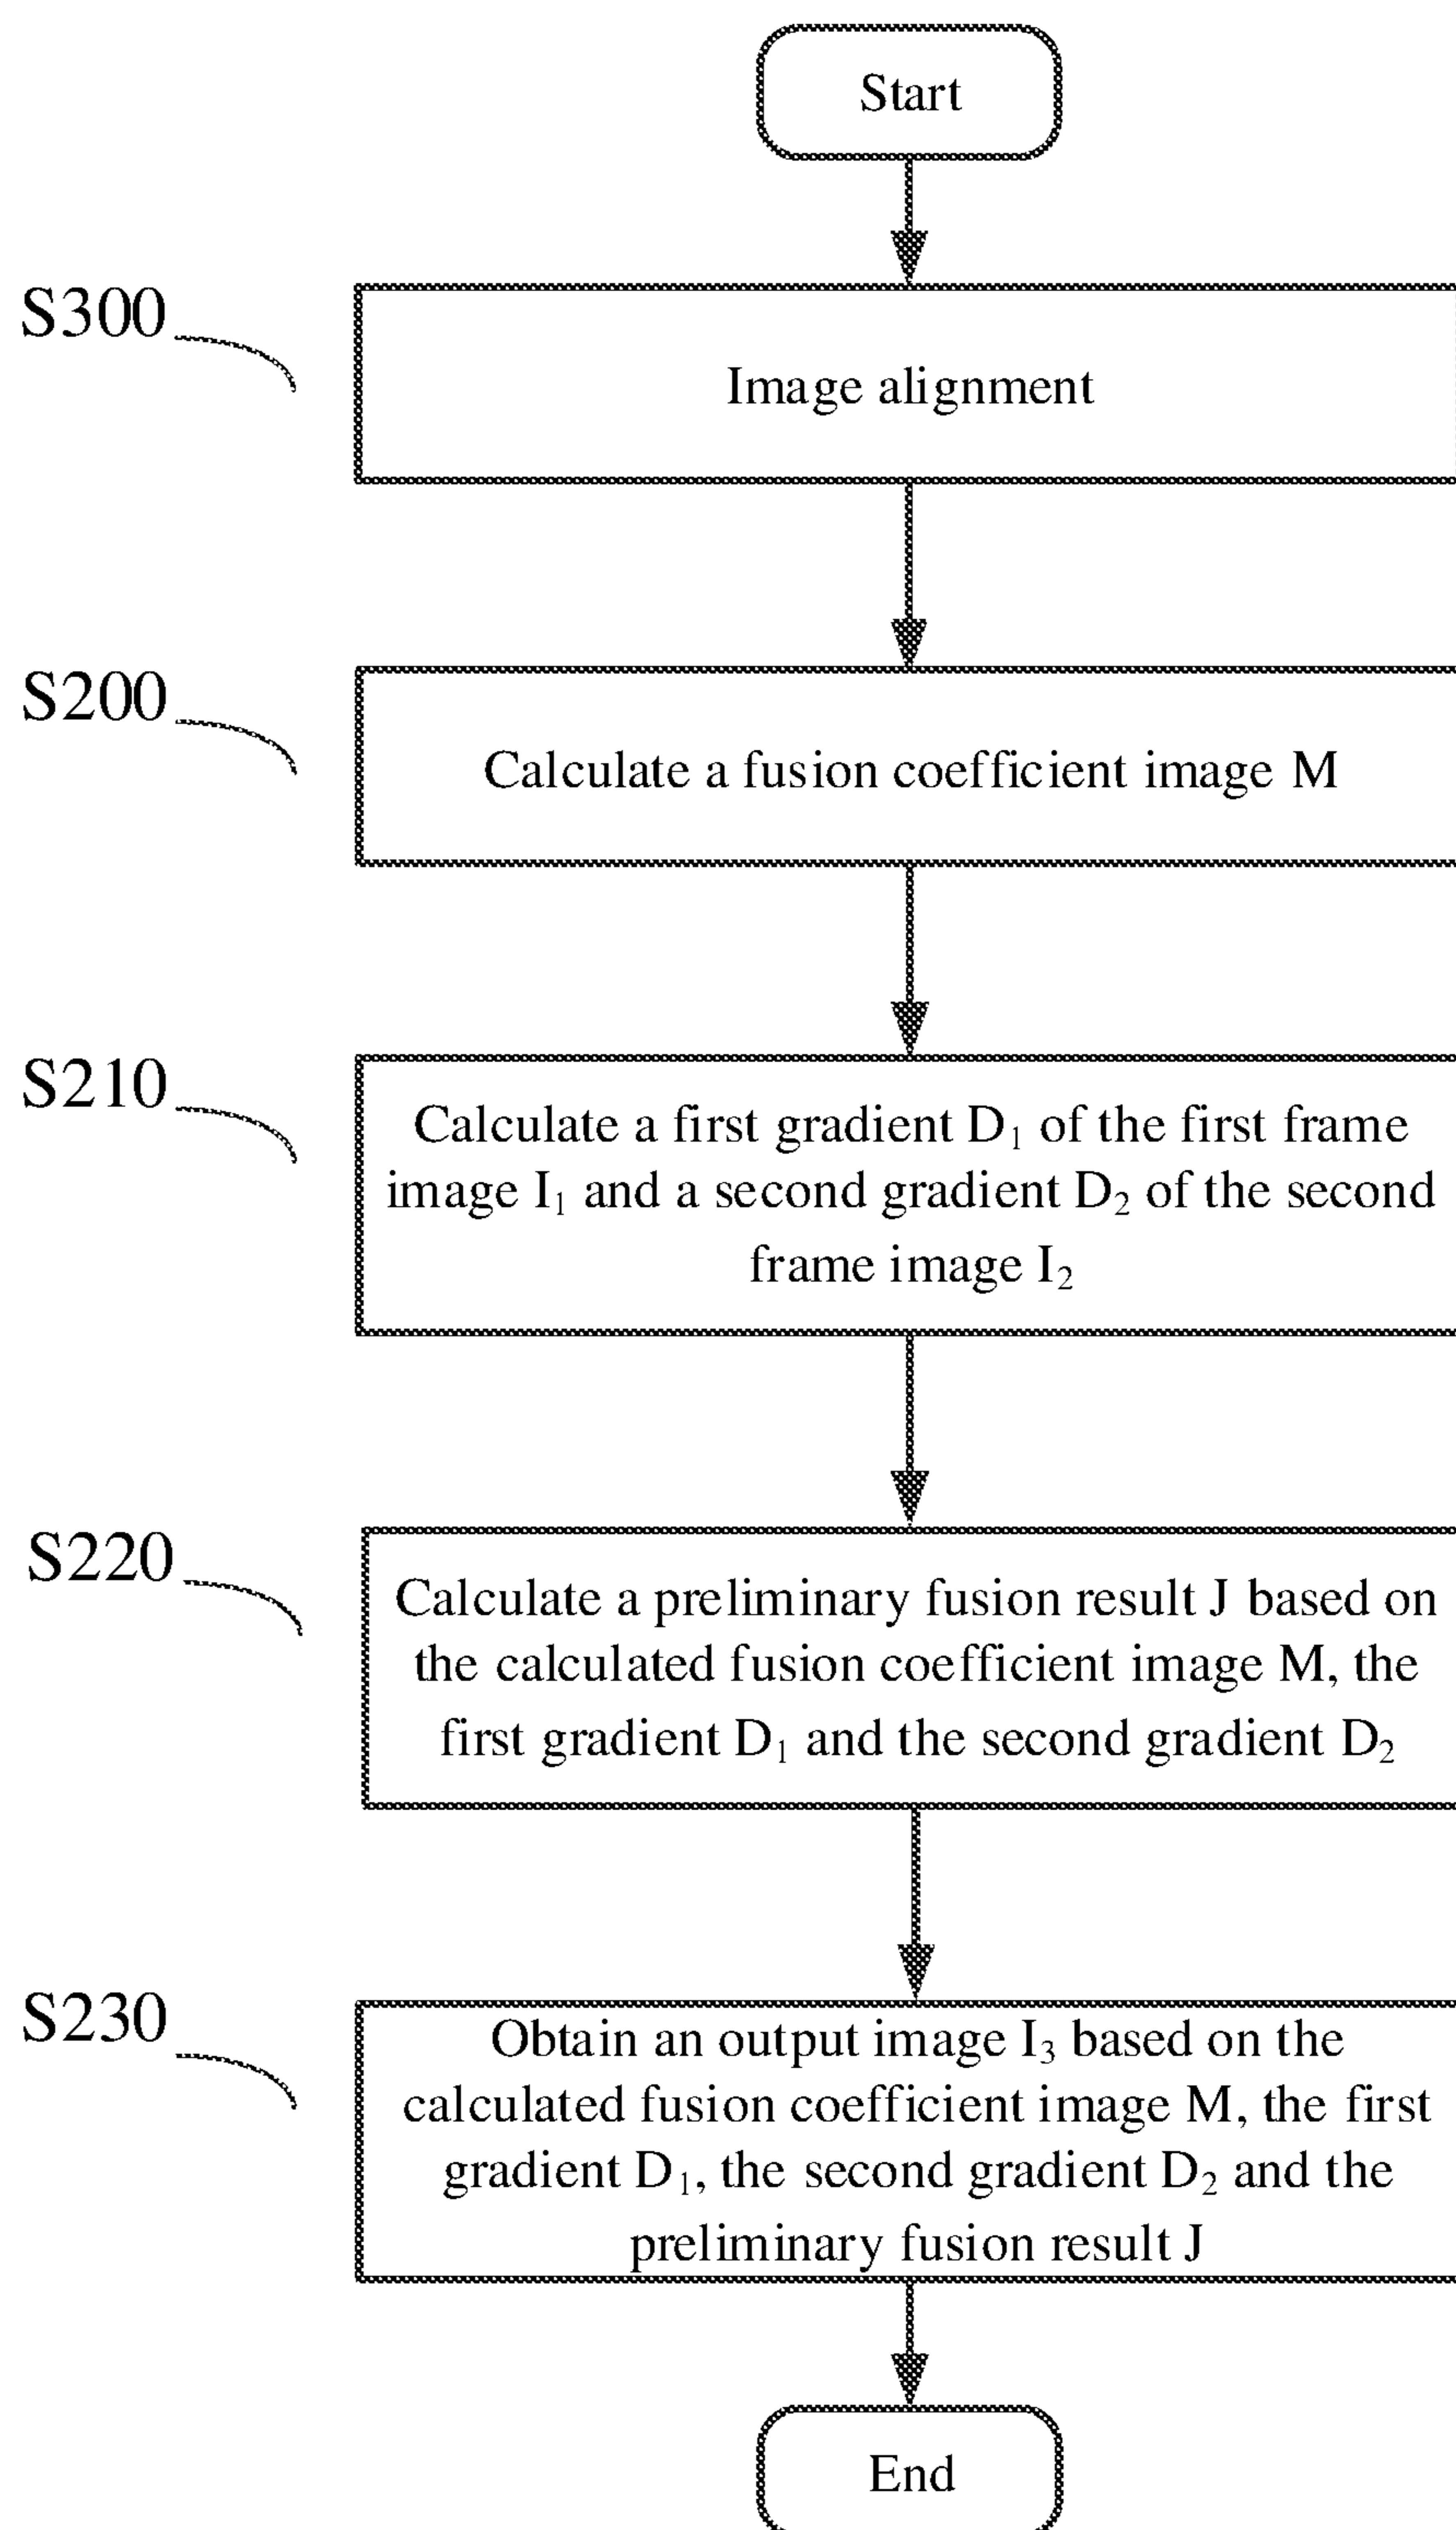 Start
S300
Image alignment
S200
Calculate a fusion coefficient image M
S210
Calculate a first gradient D₁ of the first frame
image I₁ and a second gradient D₂ of the second
frame image I₂
S220
Calculate a preliminary fusion result J based on
the calculated fusion coefficient image M, the
first gradient D₁ and the second gradient D₂
S230
Obtain an output image I₃ based on the
calculated fusion coefficient image M, the first
gradient D₁, the second gradient D₂ and the
preliminary fusion result J
End